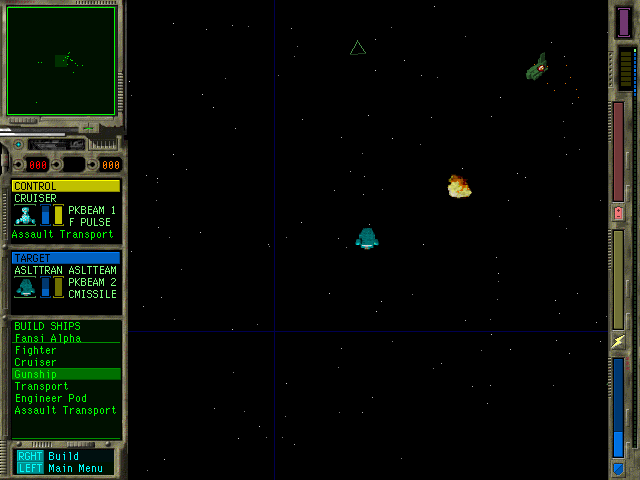 000 000
CONTROL
CRUISER
PKBEAM 1
F PULSE
Assault Transport
TARGET
ASLTTRAN ASLTTEAM
PKBEAM 2
CMISSILE
BUILD SHIPS
Fansi Alpha
Fighter
Cruiser
Gunship
Transport
Engineer Pod
Assault Transport
RGHT Build
LEFT Main Menu